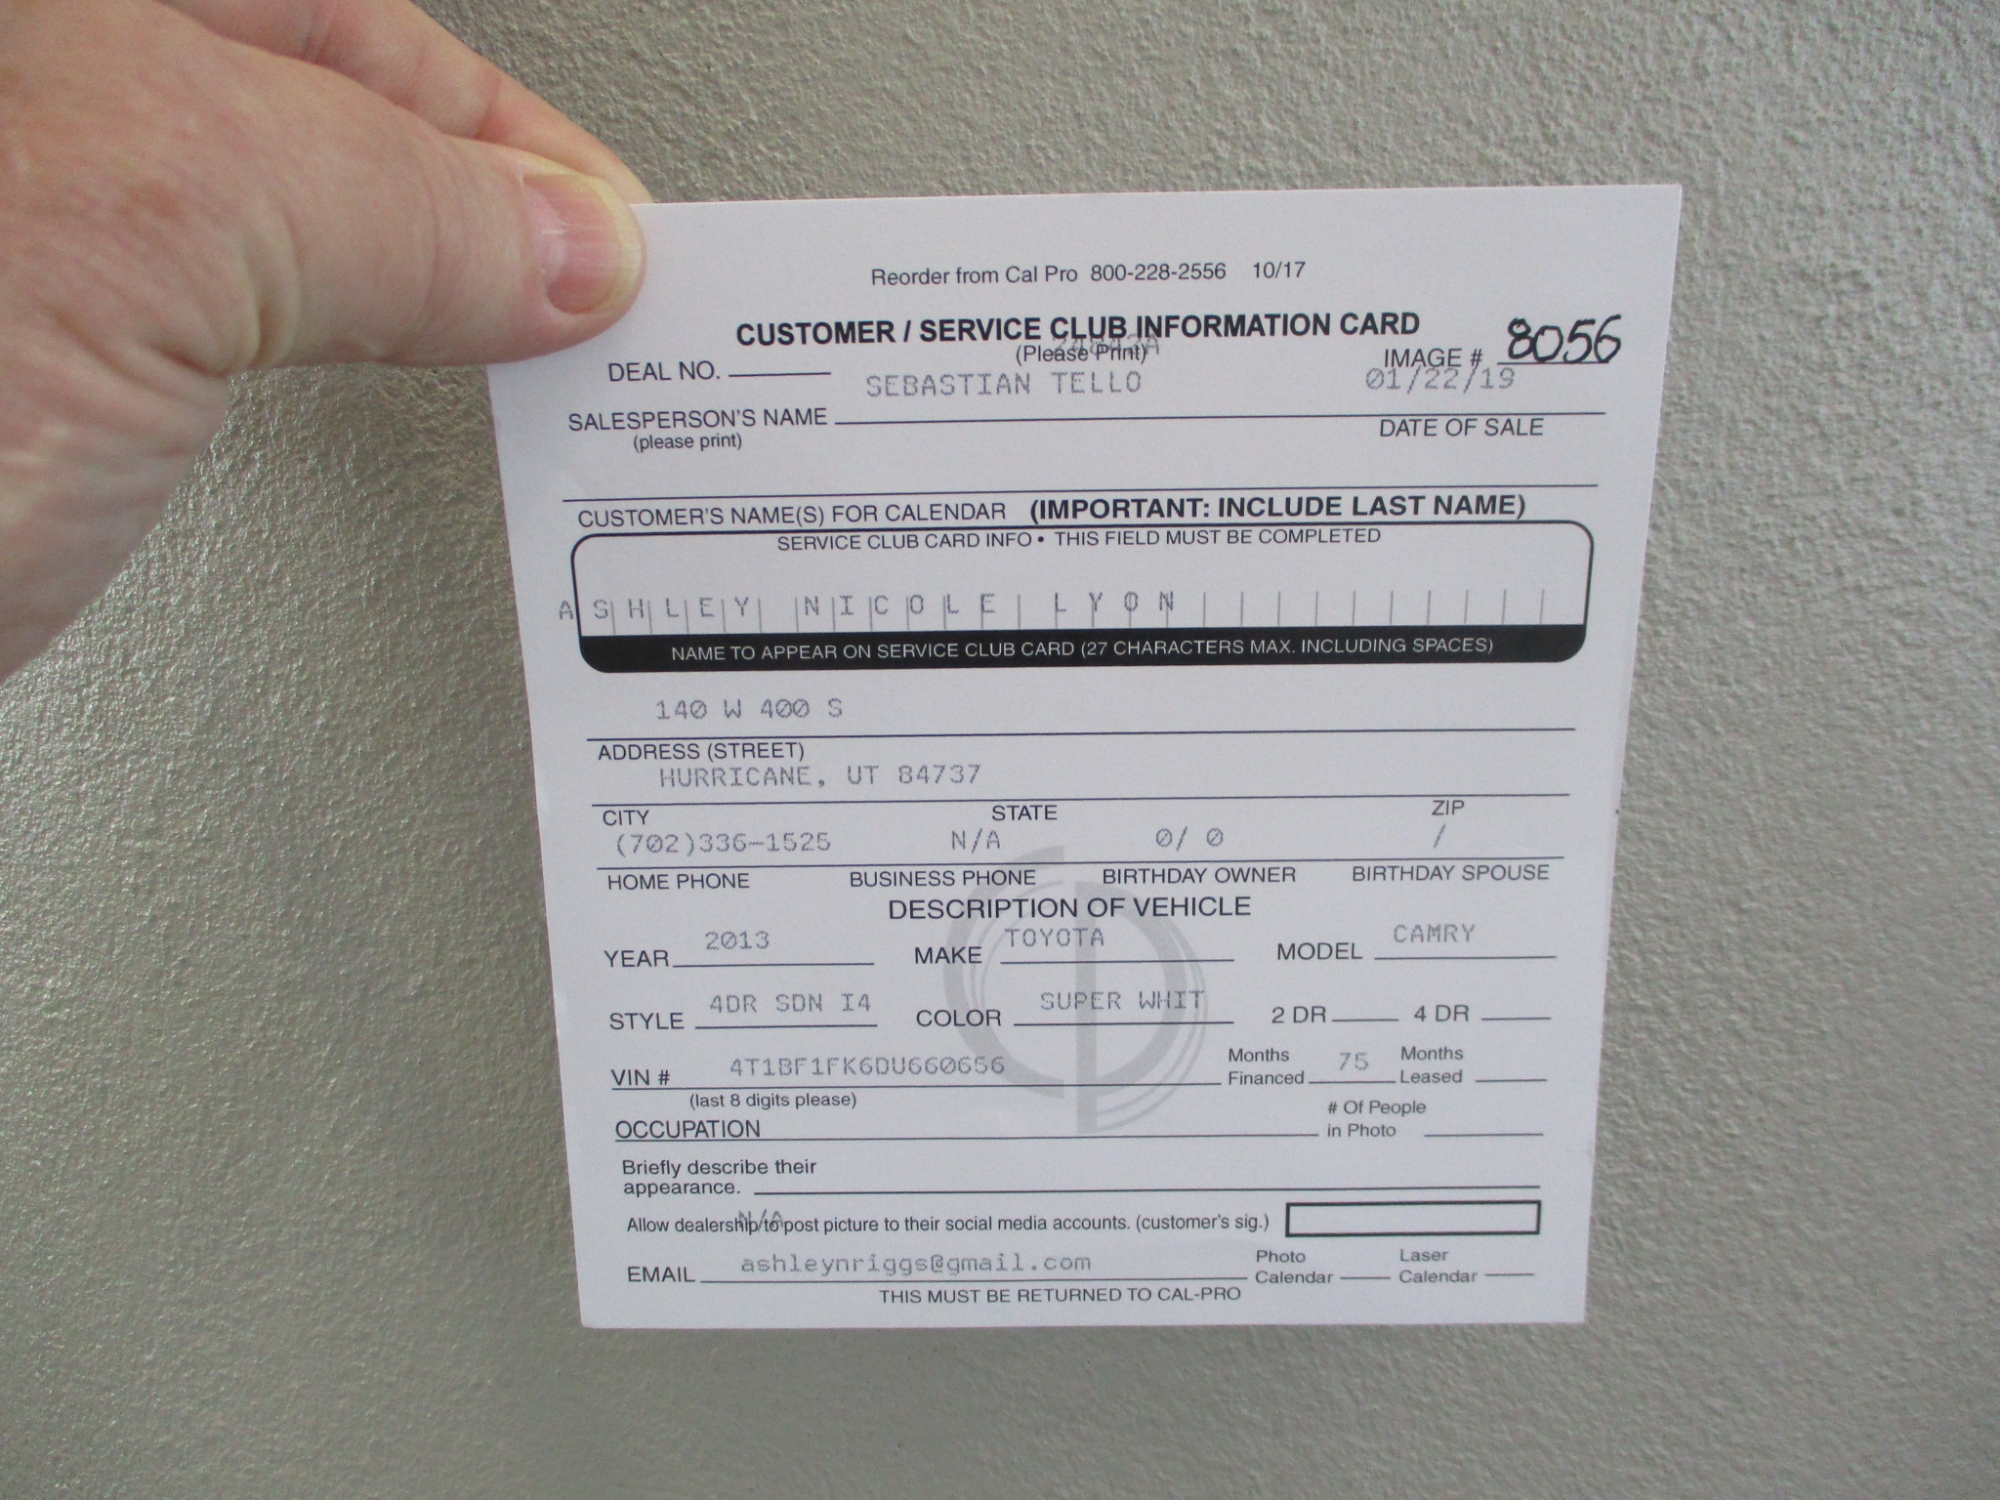 Reorder from Cal Pro 800-228-2556 10/17
CUSTOMER / SERVICE CLUB INFORMATION CARD
(Please Print)
DEAL NO. IMAGE # 8056
SEBASTIAN TELLO 01/22/19
SALESPERSON'S NAME DATE OF SALE
(please print)
CUSTOMER'S NAME(S) FOR CALENDAR (IMPORTANT: INCLUDE LAST NAME)
SERVICE CLUB CARD INFO • THIS FIELD MUST BE COMPLETED
ASHLEY NICOLE LYON
NAME TO APPEAR ON SERVICE CLUB CARD (27 CHARACTERS MAX. INCLUDING SPACES)
140 W 400 S
ADDRESS (STREET)
HURRICANE, UT 84737
CITY STATE ZIP
(702)336-1525 N/A 0/ 0 /
HOME PHONE BUSINESS PHONE BIRTHDAY OWNER BIRTHDAY SPOUSE
DESCRIPTION OF VEHICLE
YEAR 2013 MAKE TOYOTA MODEL CAMRY
STYLE 4DR SDN I4 COLOR SUPER WHIT 2 DR 4 DR
VIN # 4T1BF1FK6DU660656 Months Financed 75 Months Leased
(last 8 digits please)
OCCUPATION # Of People in Photo
Briefly describe their
appearance.
N/A
Allow dealership to post picture to their social media accounts. (customer's sig.)
EMAIL ashleynriggs@gmail.com Photo Calendar Laser Calendar
THIS MUST BE RETURNED TO CAL-PRO